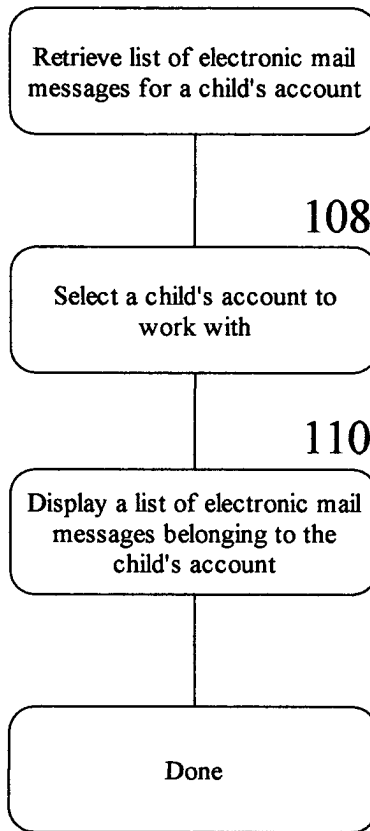 Retrieve list of electronic mail
messages for a child's account
108
Select a child's account to
work with
110
Display a list of electronic mail
messages belonging to the
child's account
Done